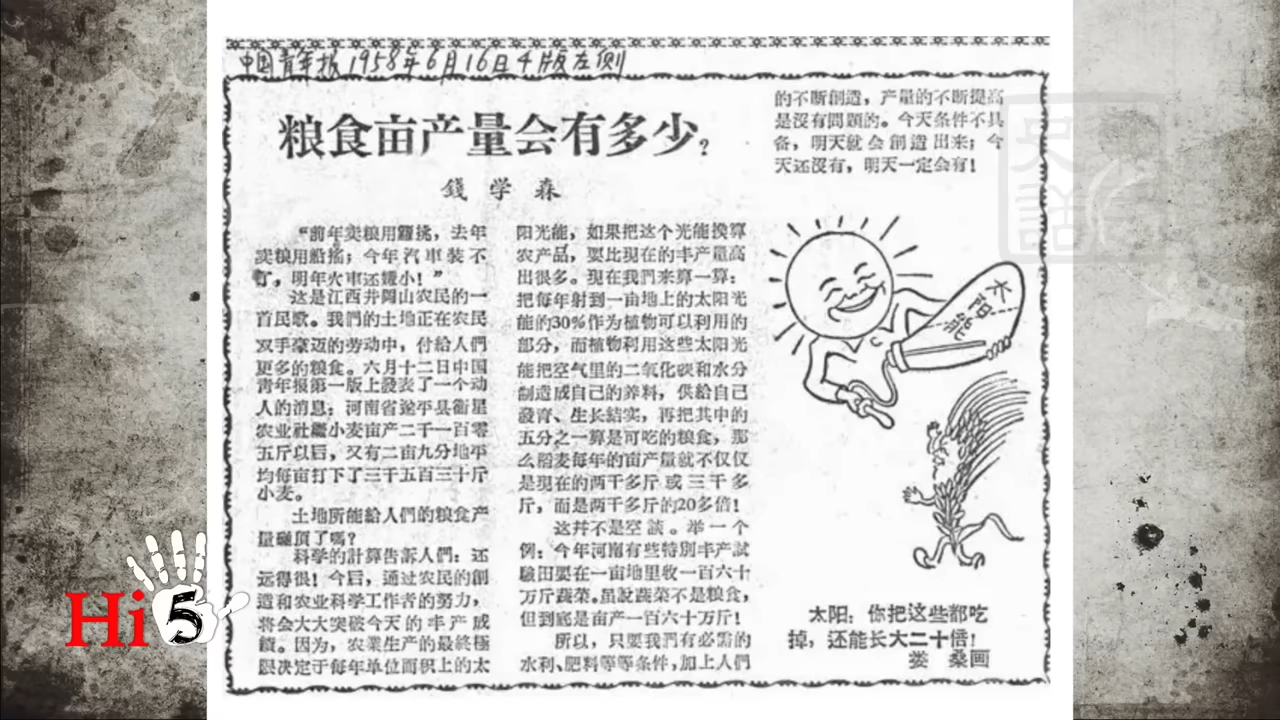 中国青年报1958年6月16日4版左侧
粮食亩产量会有多少?
錢学森
“前年卖粮用籮挑，去年
卖粮用船搖；今年汽車装不
了，明年火車还嫌小！”
这是江西井岡山农民的一
首民歌。我們的土地正在农民
双手豪迈的劳动中，付給人們
更多的粮食。六月十二日中国
青年报第一版上發表了一个动
人的消息：河南省遂平县衞星
农业社繼小麦亩产二千一百零
五斤以后，又有二亩九分地平
均每亩打下了三千五百三十斤
小麦。
土地所能給人們的粮食产
量碰頂了嗎?
科学的計算告訴人們：还
远得很！今后，通过农民的創
造和农业科学工作者的努力，
将会大大突破今天的丰产成
績。因为，农業生产的最終極
限决定于每年单位面积上的太
阳光能，如果把这个光能换算
农产品，要比現在的丰产量高
出很多。現在我們来算一算：
把每年射到一亩地上的太阳光
能的30%作为植物可以利用的
部分，而植物利用这些太阳光
能把空气里的二氧化碳和水分
制造成自己的养料，供給自己
發育、生长結实，再把其中的
五分之一算是可吃的粮食，那
么稻麦每年的亩产量就不仅仅
是現在的两千多斤或三千多
斤，而是两千多斤的20多倍！
这并不是空談。举一个
例：今年河南有些特別丰产試
驗田要在一亩地里收一百六十
万斤蔬菜。虽說蔬菜不是粮食，
但到底是亩产一百六十万斤！
所以，只要我們有必需的
水利、肥料等等条件，加上人們
的不断創造，产量的不断提高
是沒有問題的。今天条件不具
备，明天就会創造出来；今
天还沒有，明天一定会有！
太阳能
太阳：你把这些都吃
掉，还能长大二十倍！
娄桑画
史話
Hi5